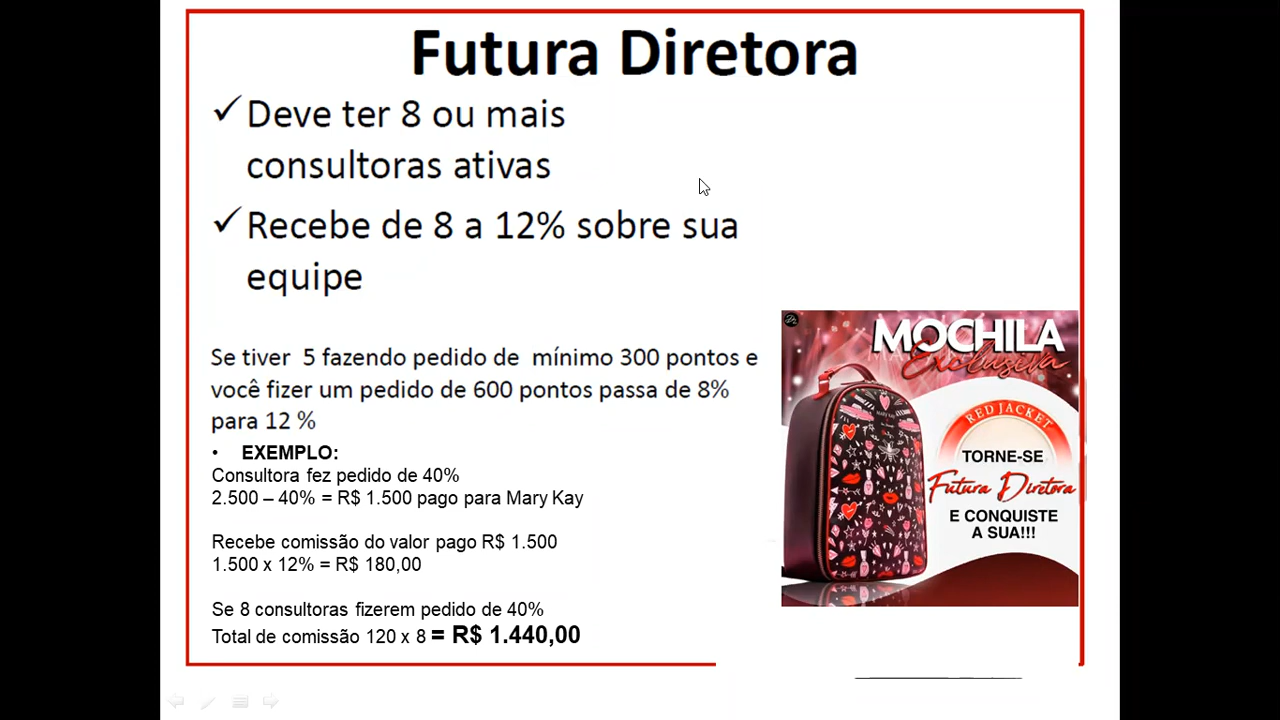 Futura Diretora
✓ Deve ter 8 ou mais
consultoras ativas
✓ Recebe de 8 a 12% sobre sua
equipe
Se tiver 5 fazendo pedido de mínimo 300 pontos e
você fizer um pedido de 600 pontos passa de 8%
para 12 %
• EXEMPLO:
Consultora fez pedido de 40%
2.500 – 40% = R$ 1.500 pago para Mary Kay
Recebe comissão do valor pago R$ 1.500
1.500 x 12% = R$ 180,00
Se 8 consultoras fizerem pedido de 40%
Total de comissão 120 x 8 = R$ 1.440,00
MOCHILA
Exclusiva
RED JACKET
TORNE-SE
Futura Diretora
E CONQUISTE
A SUA!!!
MARY KAY